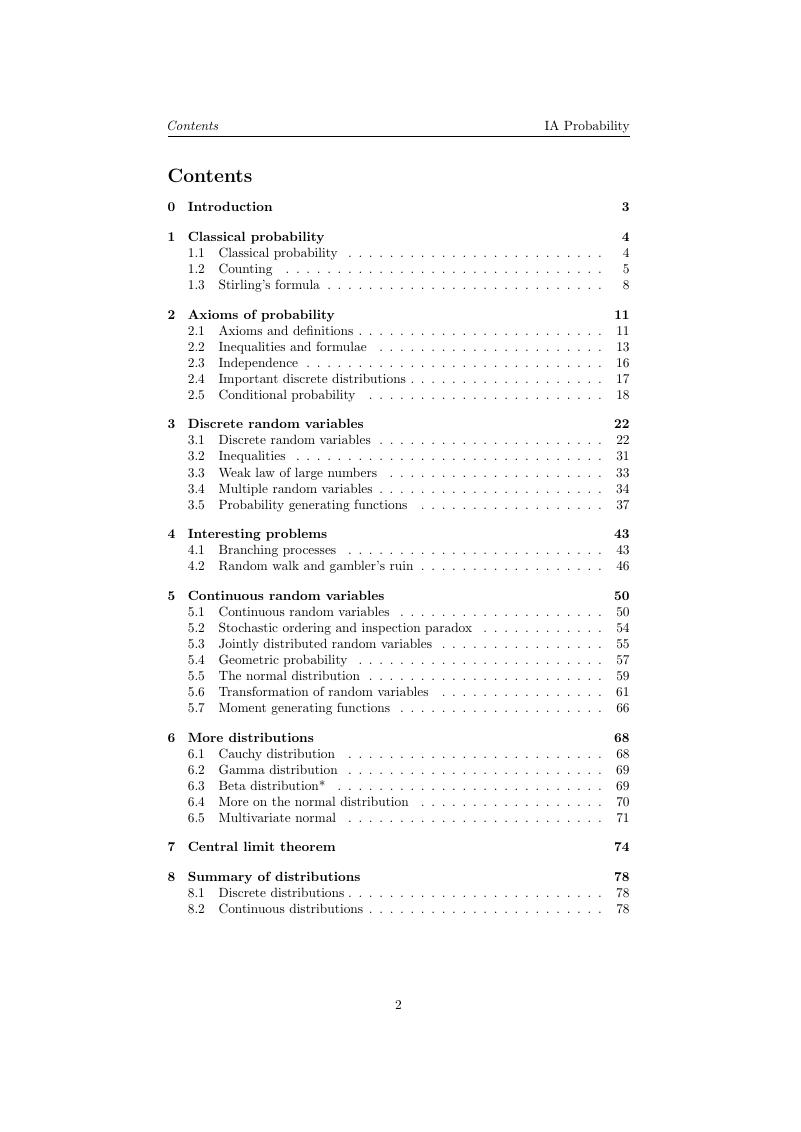 Contents IA Probability
Contents
0 Introduction 3
1 Classical probability 4
1.1 Classical probability . . . . . . . . . . . . . . . . . . . . . . . . . 4
1.2 Counting . . . . . . . . . . . . . . . . . . . . . . . . . . . . . . . 5
1.3 Stirling's formula . . . . . . . . . . . . . . . . . . . . . . . . . . . 8
2 Axioms of probability 11
2.1 Axioms and definitions . . . . . . . . . . . . . . . . . . . . . . . . 11
2.2 Inequalities and formulae . . . . . . . . . . . . . . . . . . . . . . 13
2.3 Independence . . . . . . . . . . . . . . . . . . . . . . . . . . . . . 16
2.4 Important discrete distributions . . . . . . . . . . . . . . . . . . . 17
2.5 Conditional probability . . . . . . . . . . . . . . . . . . . . . . . 18
3 Discrete random variables 22
3.1 Discrete random variables . . . . . . . . . . . . . . . . . . . . . . 22
3.2 Inequalities . . . . . . . . . . . . . . . . . . . . . . . . . . . . . . 31
3.3 Weak law of large numbers . . . . . . . . . . . . . . . . . . . . . 33
3.4 Multiple random variables . . . . . . . . . . . . . . . . . . . . . . 34
3.5 Probability generating functions . . . . . . . . . . . . . . . . . . 37
4 Interesting problems 43
4.1 Branching processes . . . . . . . . . . . . . . . . . . . . . . . . . 43
4.2 Random walk and gambler's ruin . . . . . . . . . . . . . . . . . . 46
5 Continuous random variables 50
5.1 Continuous random variables . . . . . . . . . . . . . . . . . . . . 50
5.2 Stochastic ordering and inspection paradox . . . . . . . . . . . . 54
5.3 Jointly distributed random variables . . . . . . . . . . . . . . . . 55
5.4 Geometric probability . . . . . . . . . . . . . . . . . . . . . . . . 57
5.5 The normal distribution . . . . . . . . . . . . . . . . . . . . . . . 59
5.6 Transformation of random variables . . . . . . . . . . . . . . . . 61
5.7 Moment generating functions . . . . . . . . . . . . . . . . . . . . 66
6 More distributions 68
6.1 Cauchy distribution . . . . . . . . . . . . . . . . . . . . . . . . . 68
6.2 Gamma distribution . . . . . . . . . . . . . . . . . . . . . . . . . 69
6.3 Beta distribution* . . . . . . . . . . . . . . . . . . . . . . . . . . 69
6.4 More on the normal distribution . . . . . . . . . . . . . . . . . . 70
6.5 Multivariate normal . . . . . . . . . . . . . . . . . . . . . . . . . 71
7 Central limit theorem 74
8 Summary of distributions 78
8.1 Discrete distributions . . . . . . . . . . . . . . . . . . . . . . . . . 78
8.2 Continuous distributions . . . . . . . . . . . . . . . . . . . . . . . 78
2